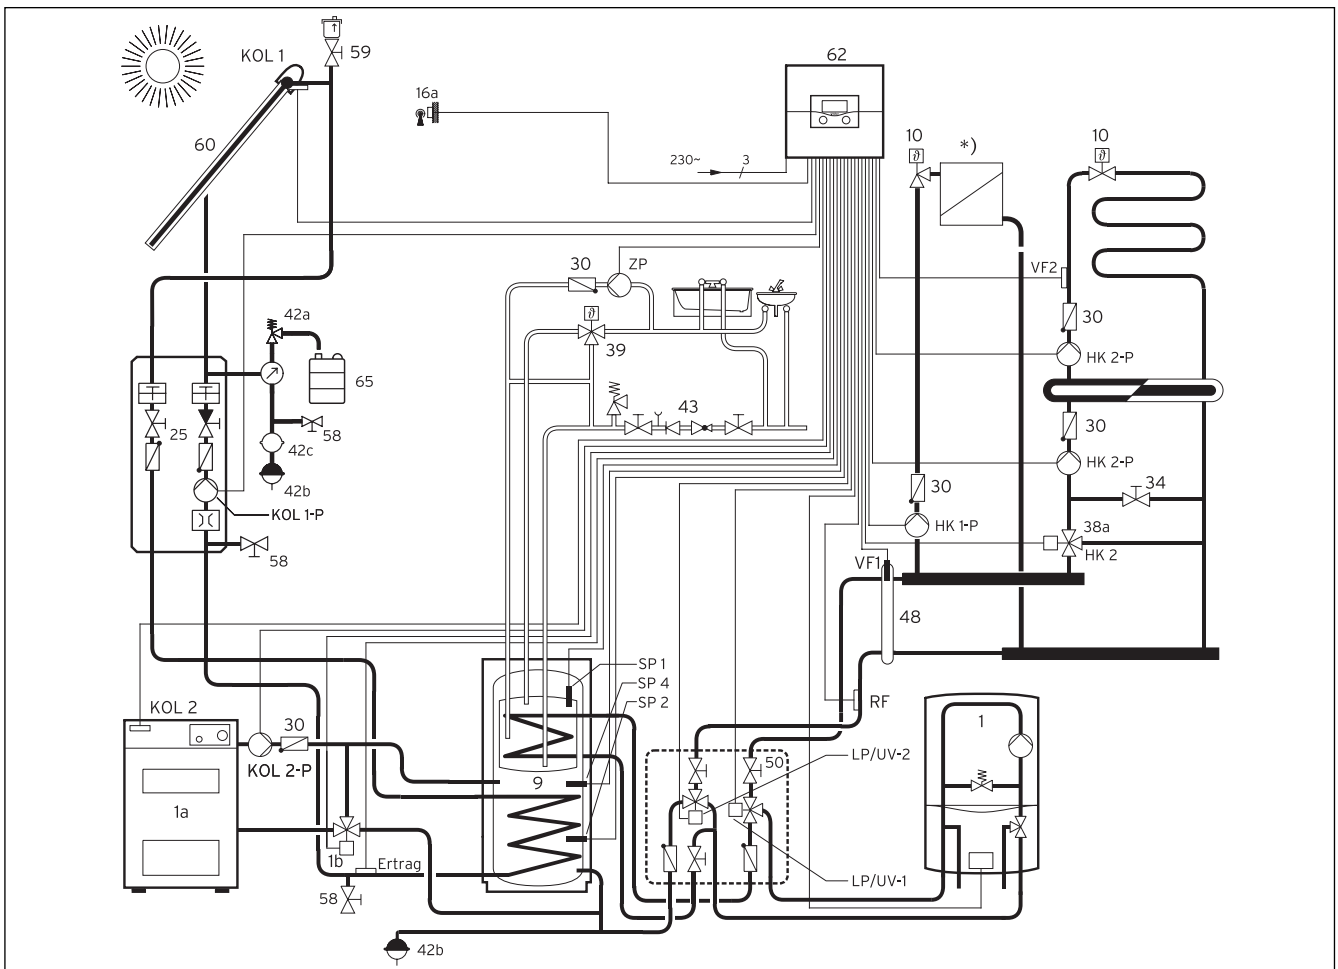 KOL 1
59
62
16a
60
230~
3
10
*)
10
30
ZP
VF2
42a
39
30
HK 2-P
65
25
58
43
30
42c
HK 2-P
42b
30
34
KOL 1-P
HK 1-P
38a
58
VF1
HK 2
48
SP 1
SP 4
SP 2
RF
KOL 2
30
1
KOL 2-P
9
50
LP/UV-2
1a
1b
Ertrag
LP/UV-1
58
42b